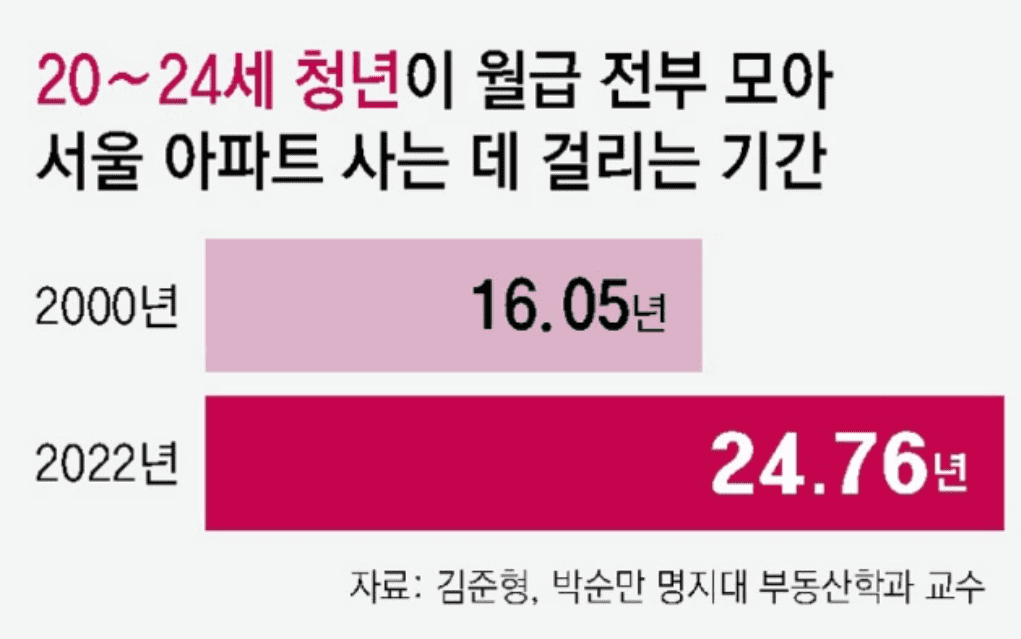 20~24세 청년이 월급 전부 모아
서울 아파트 사는 데 걸리는 기간
2000년
16.05년
2022년
24.76년
자료: 김준형, 박순만 명지대 부동산학과 교수